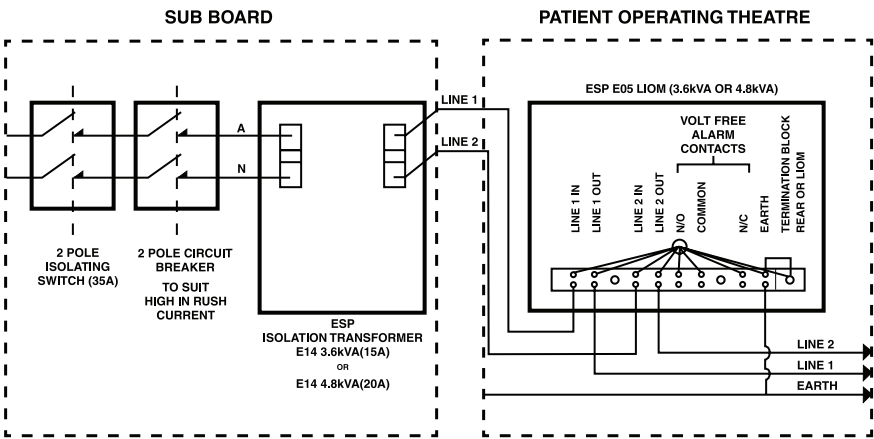 SUB BOARD
PATIENT OPERATING THEATRE
A
N
LINE 1
LINE 2
2 POLE
ISOLATING
SWITCH (35A)
2 POLE CIRCUIT
BREAKER
TO SUIT
HIGH IN RUSH
CURRENT
ESP
ISOLATION TRANSFORMER
E14 3.6kVA(15A)
OR
E14 4.8kVA(20A)
ESP E05 LIOM (3.6kVA OR 4.8kVA)
VOLT FREE
ALARM
CONTACTS
LINE 1 IN
LINE 1 OUT
LINE 2 IN
LINE 2 OUT
N/O
COMMON
N/C
EARTH
TERMINATION BLOCK
REAR OR LIOM
LINE 2
LINE 1
EARTH